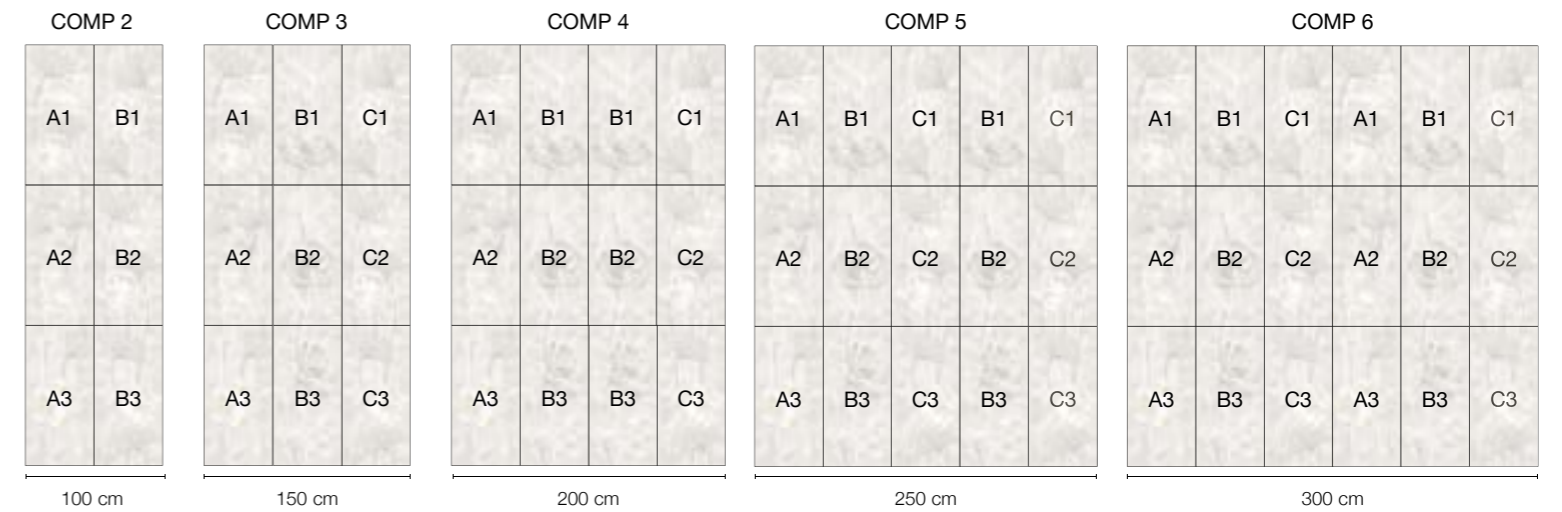 COMP 2 COMP 3 COMP 4 COMP 5 COMP 6
A1 B1 A1 B1 C1 A1 B1 B1 C1 A1 B1 C1 B1 C1 A1 B1 C1 A1 B1 C1
A2 B2 A2 B2 C2 A2 B2 B2 C2 A2 B2 C2 B2 C2 A2 B2 C2 A2 B2 C2
A3 B3 A3 B3 C3 A3 B3 B3 C3 A3 B3 C3 B3 C3 A3 B3 C3 A3 B3 C3
100 cm 150 cm 200 cm 250 cm 300 cm